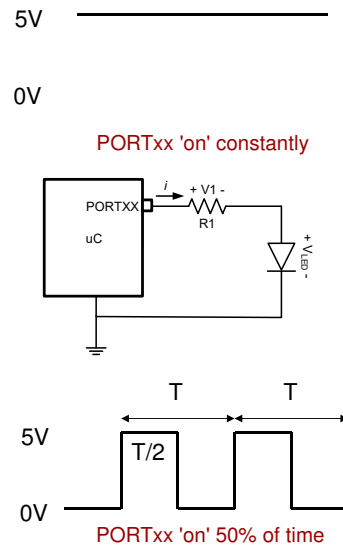 5V
0V
PORTxx 'on' constantly
i + V1 -
PORTXX
R1
uC
+ VLED -
T T
5V
T/2
0V
PORTxx 'on' 50% of time